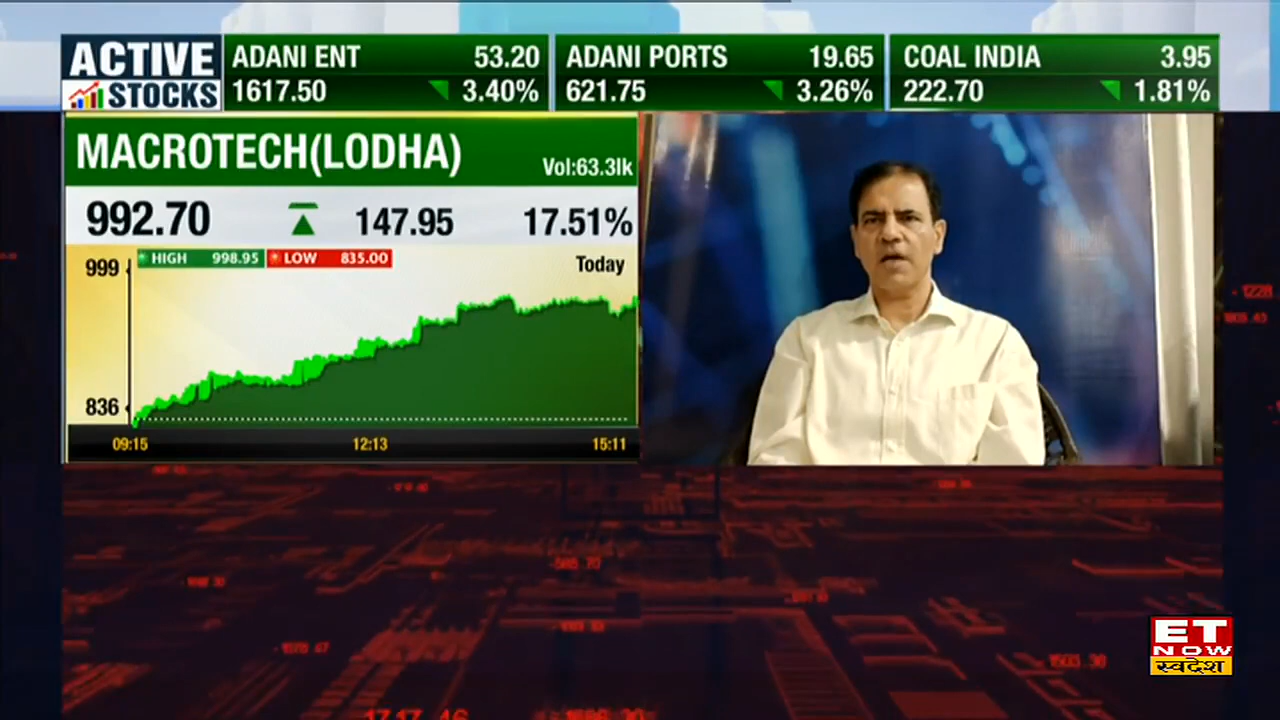 ACTIVE
STOCKS
ADANI ENT 53.20
1617.50 3.40%
ADANI PORTS 19.65
621.75 3.26%
COAL INDIA 3.95
222.70 1.81%
MACROTECH(LODHA) Vol:63.3lk
992.70 147.95 17.51%
HIGH 998.95 LOW 835.00
Today
999
836
09:15 12:13 15:11
ET
NOW
स्वदेश